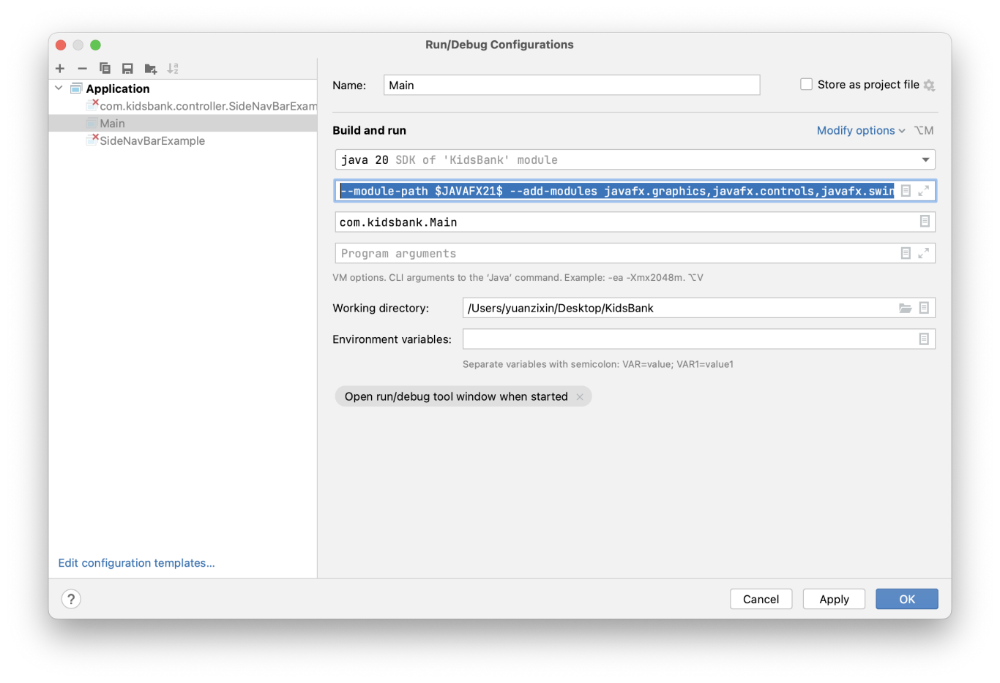 Run/Debug Configurations
Application
com.kidsbank.controller.SideNavBarExam
Main
SideNavBarExample
Edit configuration templates...
Name:
Main
Store as project file
Build and run
Modify options
⌥M
java 20 SDK of 'KidsBank' module
--module-path $JAVAFX21$ --add-modules javafx.graphics,javafx.controls,javafx.swin
com.kidsbank.Main
Program arguments
VM options. CLI arguments to the ‘Java’ command. Example: -ea -Xmx2048m. ⌥V
Working directory:
/Users/yuanzixin/Desktop/KidsBank
Environment variables:
Separate variables with semicolon: VAR=value; VAR1=value1
Open run/debug tool window when started
?
Cancel
Apply
OK